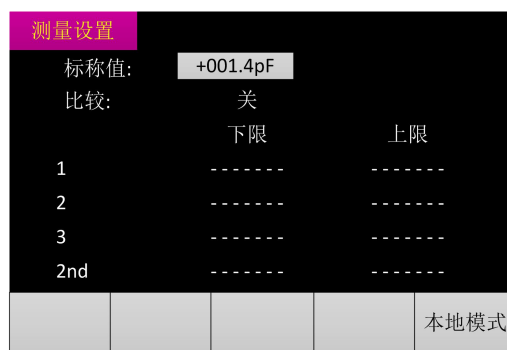 测量设置
标称值: +001.4pF
比较: 关
下限 上限
1 ------- -------
2 ------- -------
3 ------- -------
2nd ------- -------
本地模式